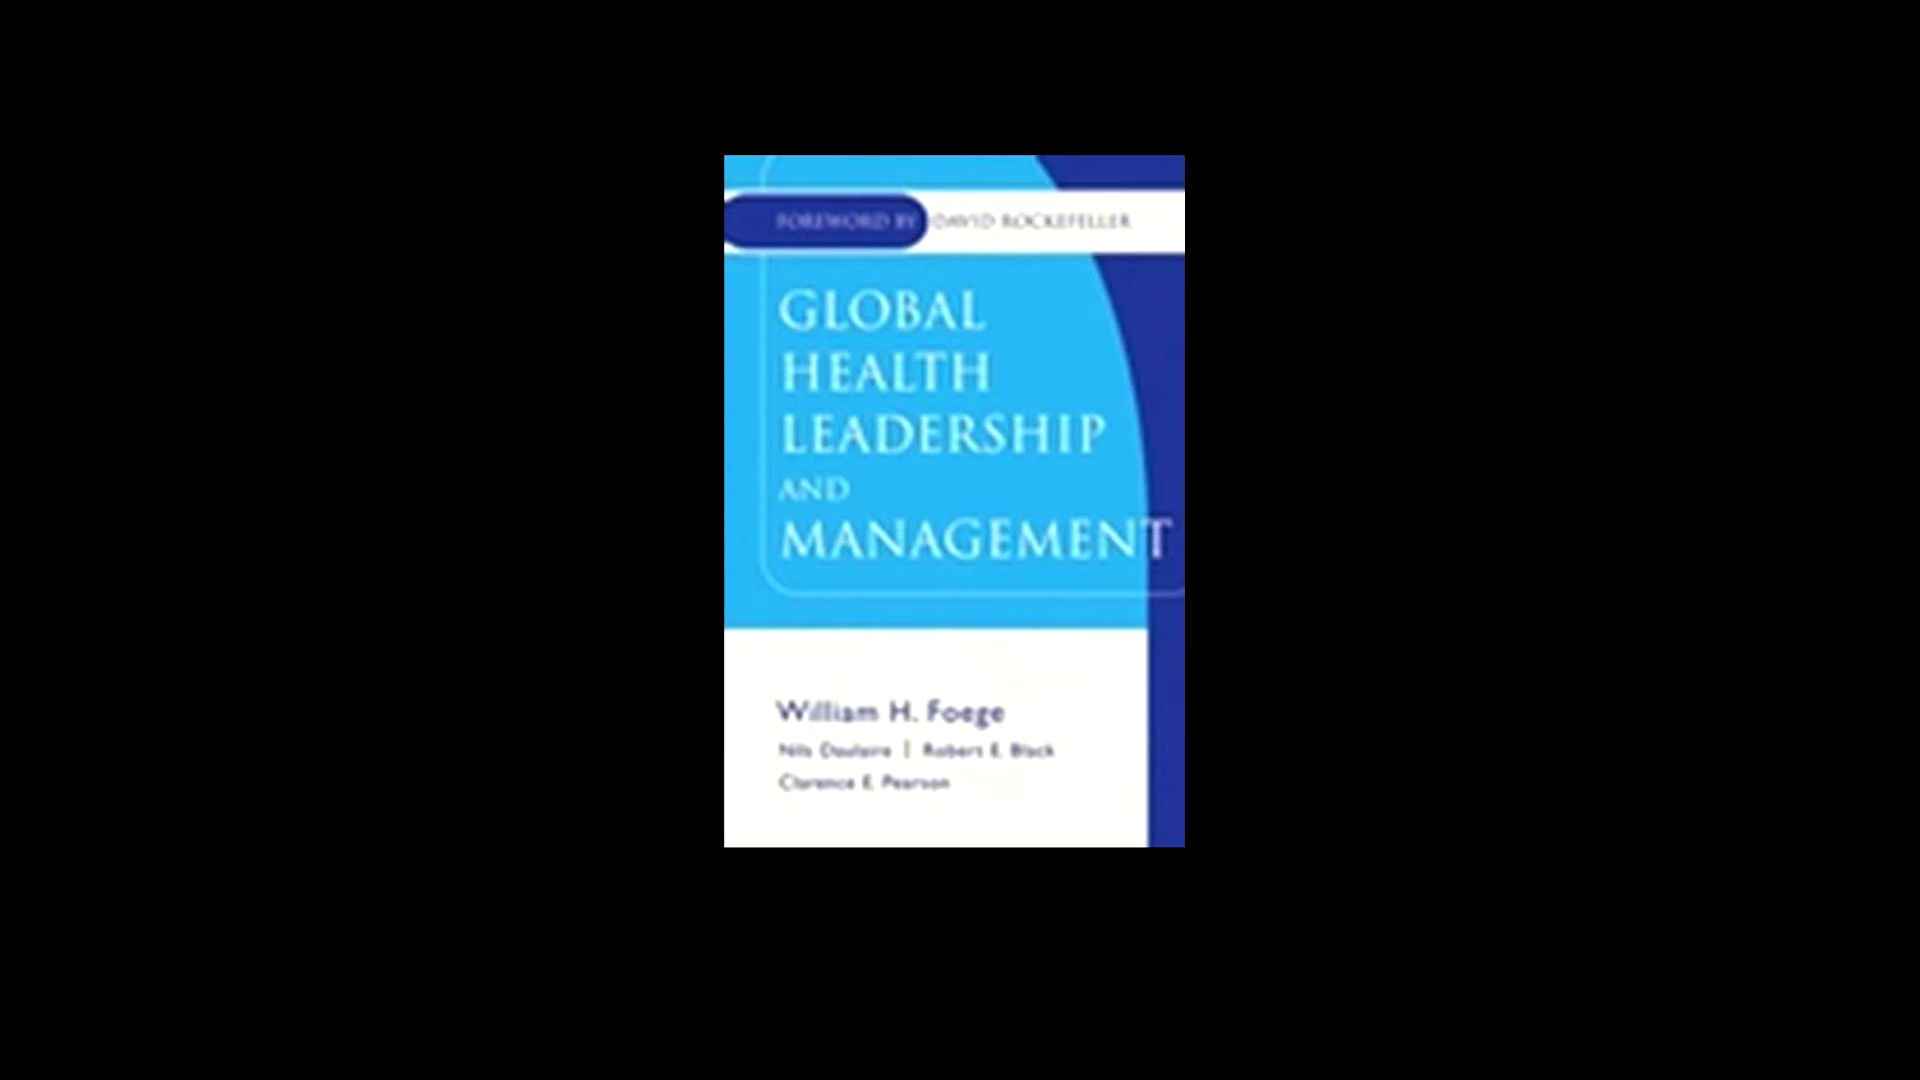 FOREWORD BY DAVID ROCKEFELLER
GLOBAL
HEALTH
LEADERSHIP
AND
MANAGEMENT
William H. Foege
Nils Daulaire | Robert E. Black
Clarence E. Pearson